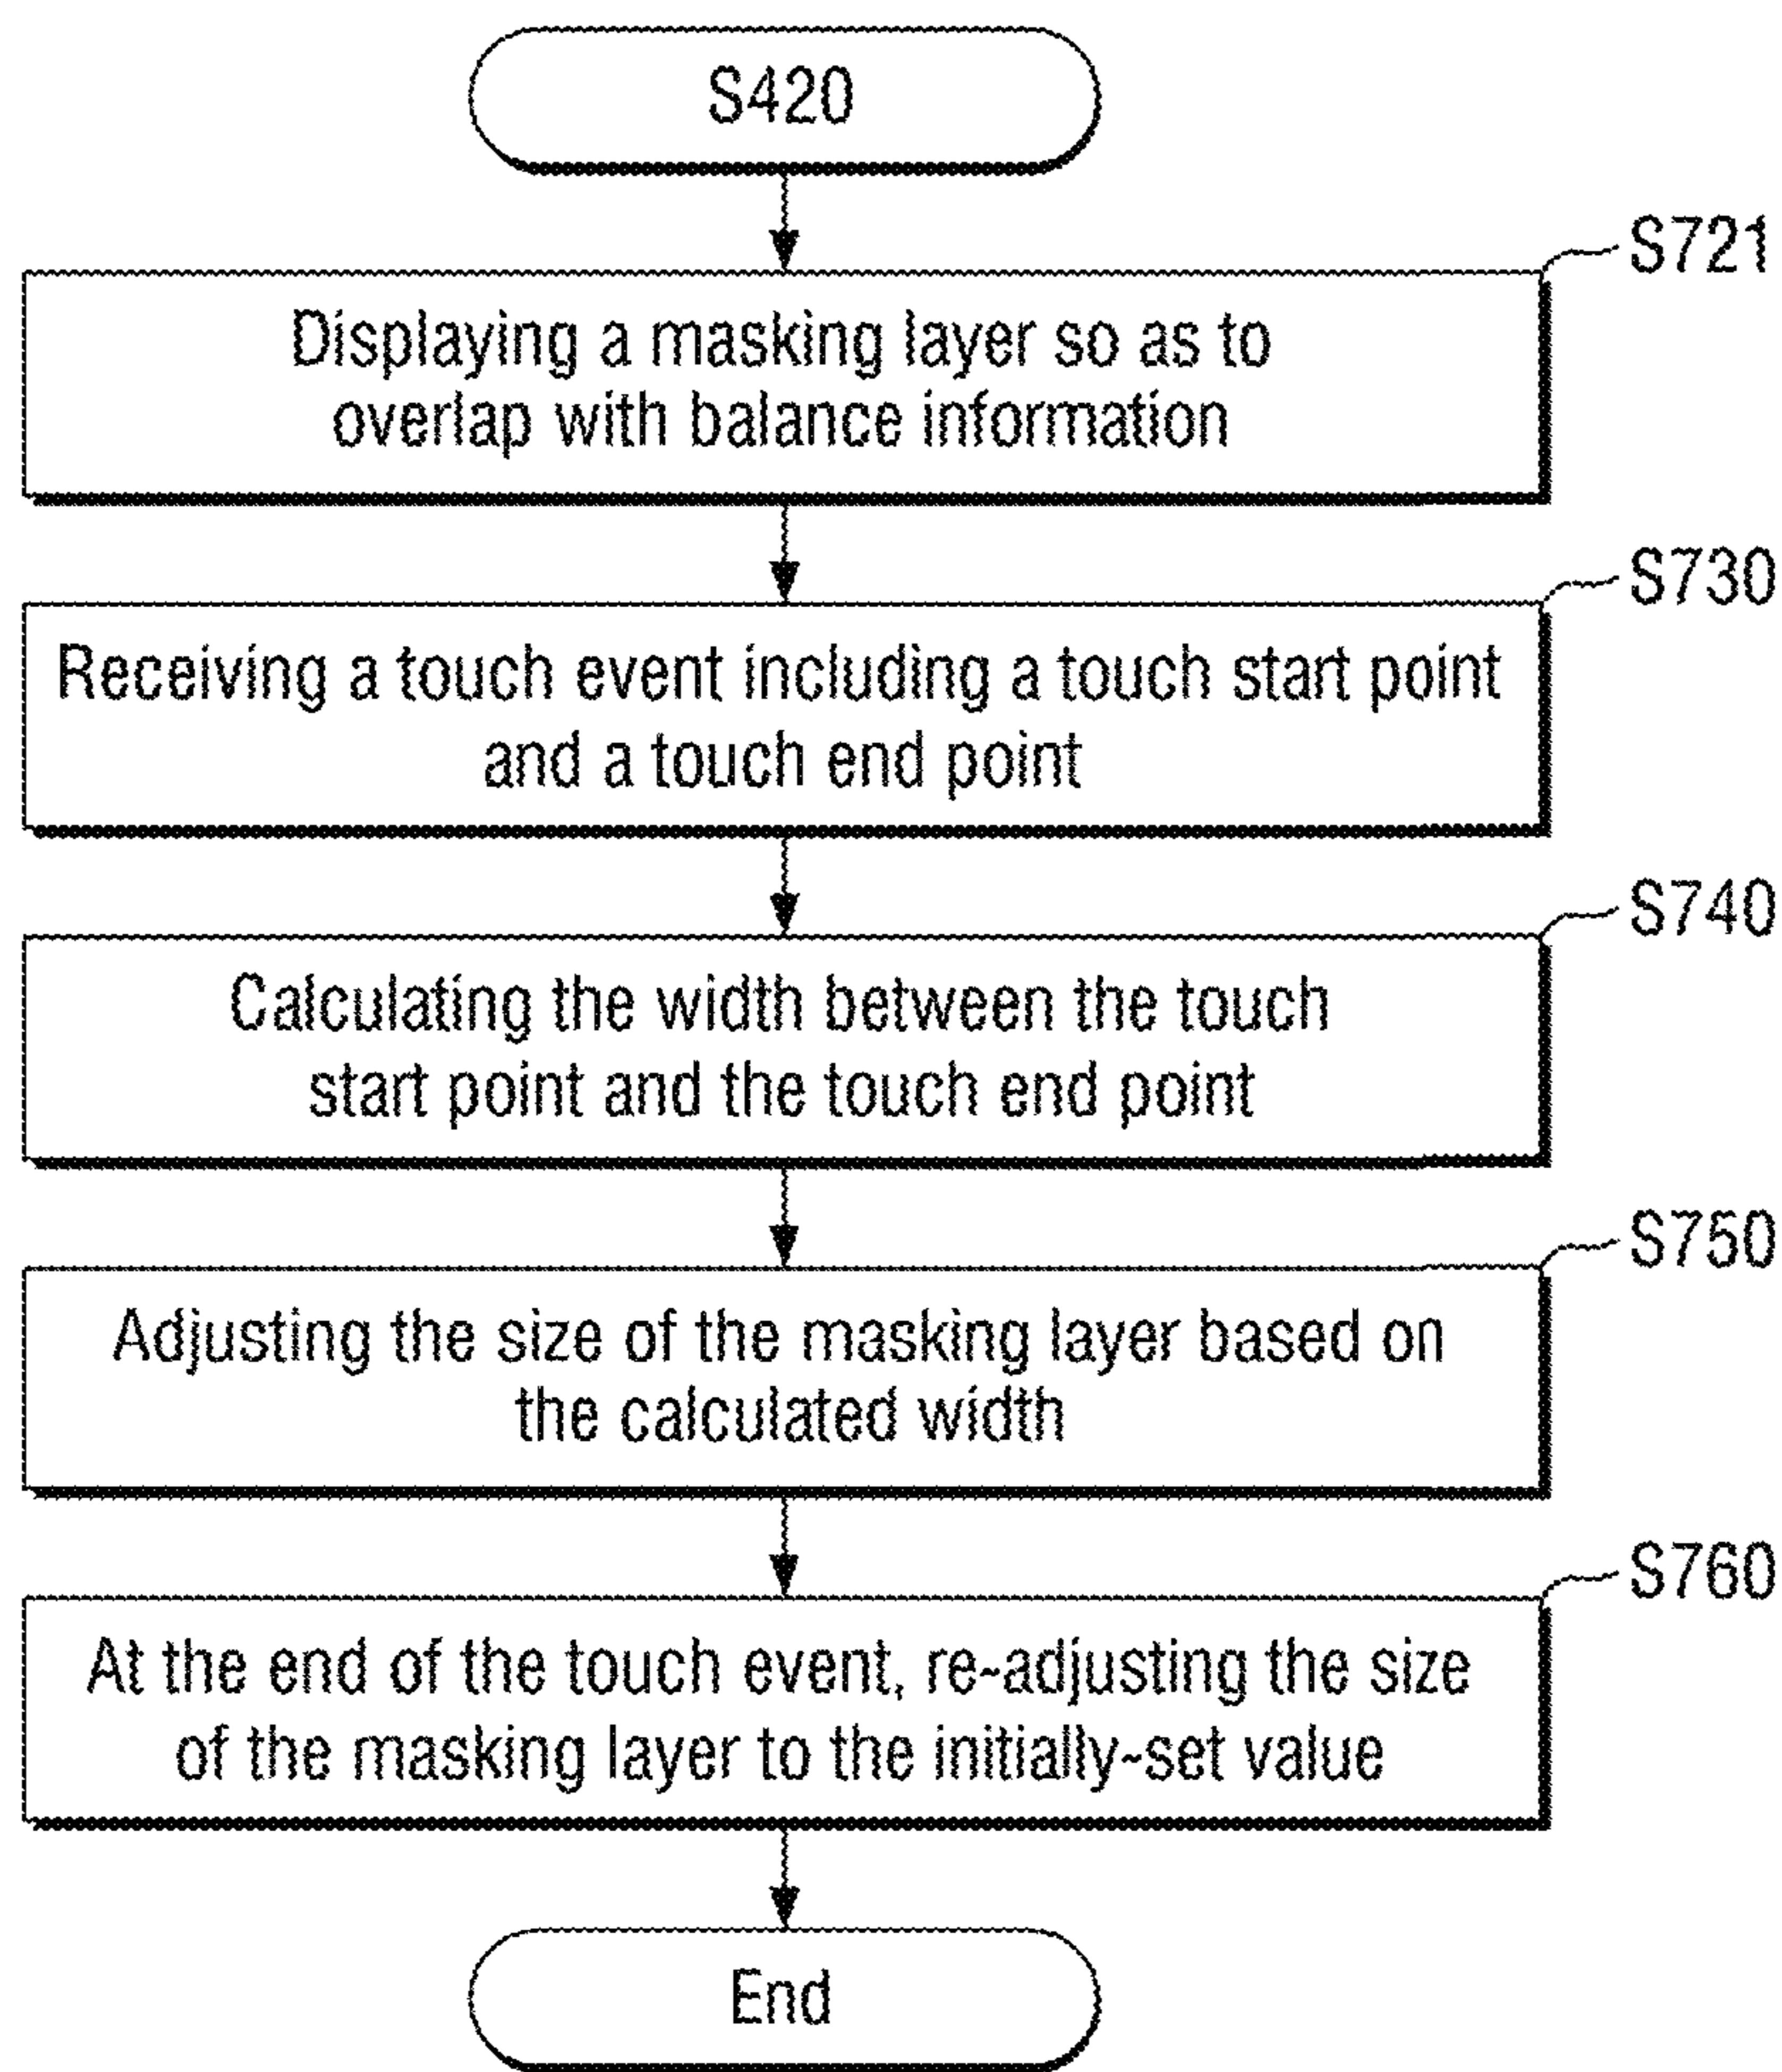 S420
S721
Displaying a masking layer so as to
overlap with balance information
S730
Receiving a touch event including a touch start point
and a touch end point
S740
Calculating the width between the touch
start point and the touch end point
S750
Adjusting the size of the masking layer based on
the calculated width
S760
At the end of the touch event, re-adjusting the size
of the masking layer to the initially-set value
End